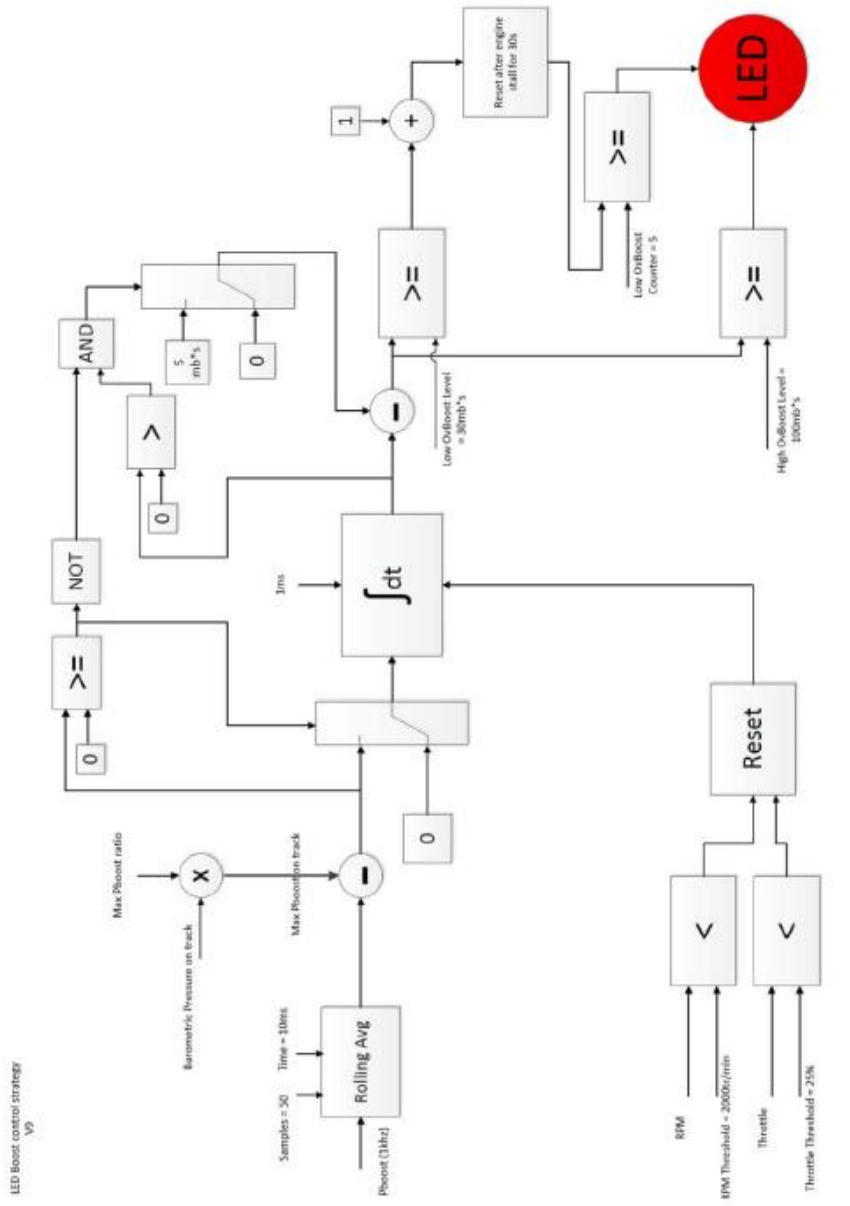 LED Boost control strategy
V9
Max Pboost ratio
Barometric Pressure on track
X
Max Pboost on track
Samples = 50
Time = 10ms
Pboost (1khz)
Rolling Avg
-
0
>=
NOT
0
>
AND
5
mb*s
0
0
1ms
∫dt
-
Low OvBoost Level
= 30mb*s
>=
1
+
Reset after engine
stall for 30s
Low OvBoost
Counter = 5
>=
High OvBoost Level =
100mb*s
>=
LED
RPM
RPM Threshold = 2000tr/min
<
Throttle
Throttle Threshold = 25%
<
Reset